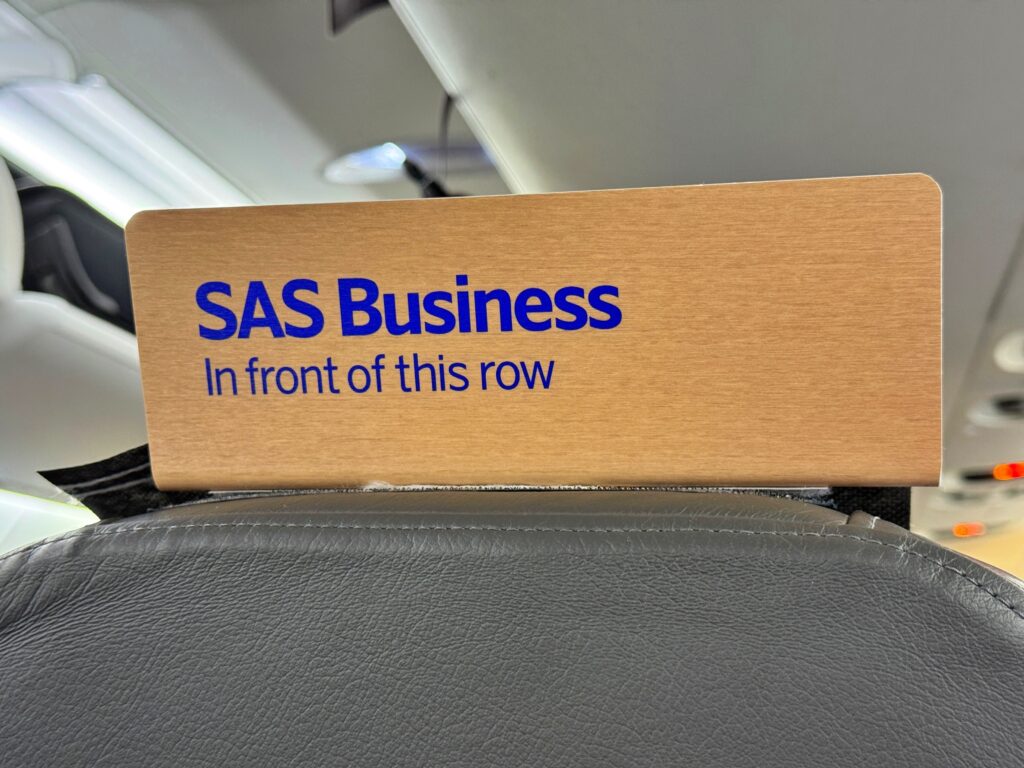 SAS Business
In front of this row